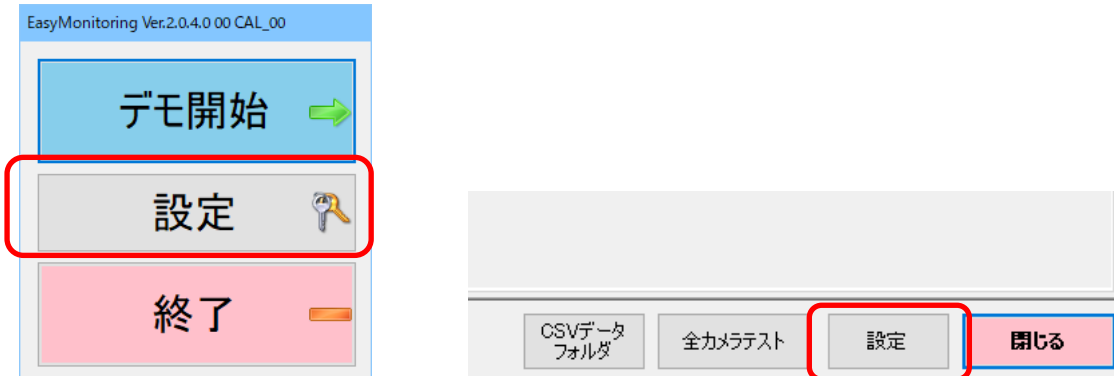 EasyMonitoring Ver.2.0.4.0 00 CAL_00
デモ開始
設定
終了
CSVデータ
フォルダ
全カメラテスト
設定
閉じる